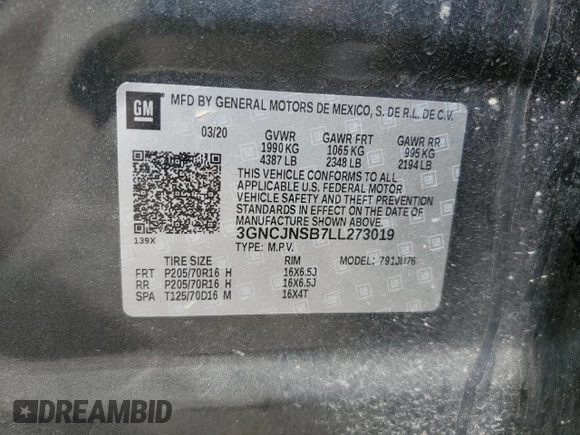 GM
MFD BY GENERAL MOTORS DE MEXICO, S. DE R.L. DE C.V.
03/20 GVWR GAWR FRT GAWR RR
1990 KG 1065 KG 995 KG
4387 LB 2348 LB 2194 LB
THIS VEHICLE CONFORMS TO ALL
APPLICABLE U.S. FEDERAL MOTOR
VEHICLE SAFETY AND THEFT PREVENTION
STANDARDS IN EFFECT ON THE DATE OF
MANUFACTURE SHOWN ABOVE.
139X
3GNCJNSB7LL273019
TYPE: M.P.V.
TIRE SIZE RIM 791JU76
FRT P205/70R16 H 16X6.5J
RR P205/70R16 H 16X6.5J
SPA T125/70D16 M 16X4T
DREAMBID